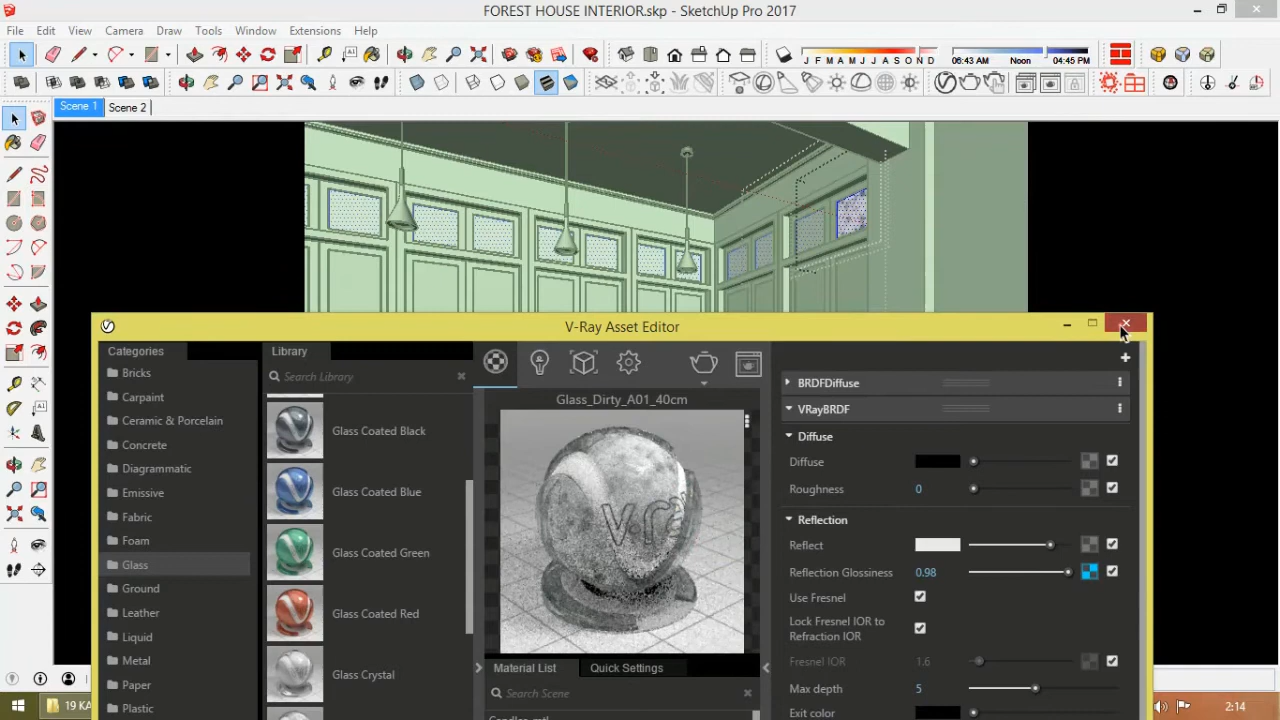 FOREST HOUSE INTERIOR.skp - SketchUp Pro 2017
File Edit View Camera Draw Tools Window Extensions Help
J F M A M J J A S O N D 06:43 AM Noon 04:45 PM
Scene 1 Scene 2
V-Ray Asset Editor
Categories
Bricks
Carpaint
Ceramic & Porcelain
Concrete
Diagrammatic
Emissive
Fabric
Foam
Glass
Ground
Leather
Liquid
Metal
Paper
Plastic
Library
Search Library
Glass Coated Black
Glass Coated Blue
Glass Coated Green
Glass Coated Red
Glass Crystal
Glass_Dirty_A01_40cm
Material List Quick Settings
Search Scene
BRDFDiffuse
VRayBRDF
Diffuse
Diffuse
Roughness 0
Reflection
Reflect
Reflection Glossiness 0.98
Use Fresnel
Lock Fresnel IOR to
Refraction IOR
Fresnel IOR 1.6
Max depth 5
Exit color
19 KA
2:14